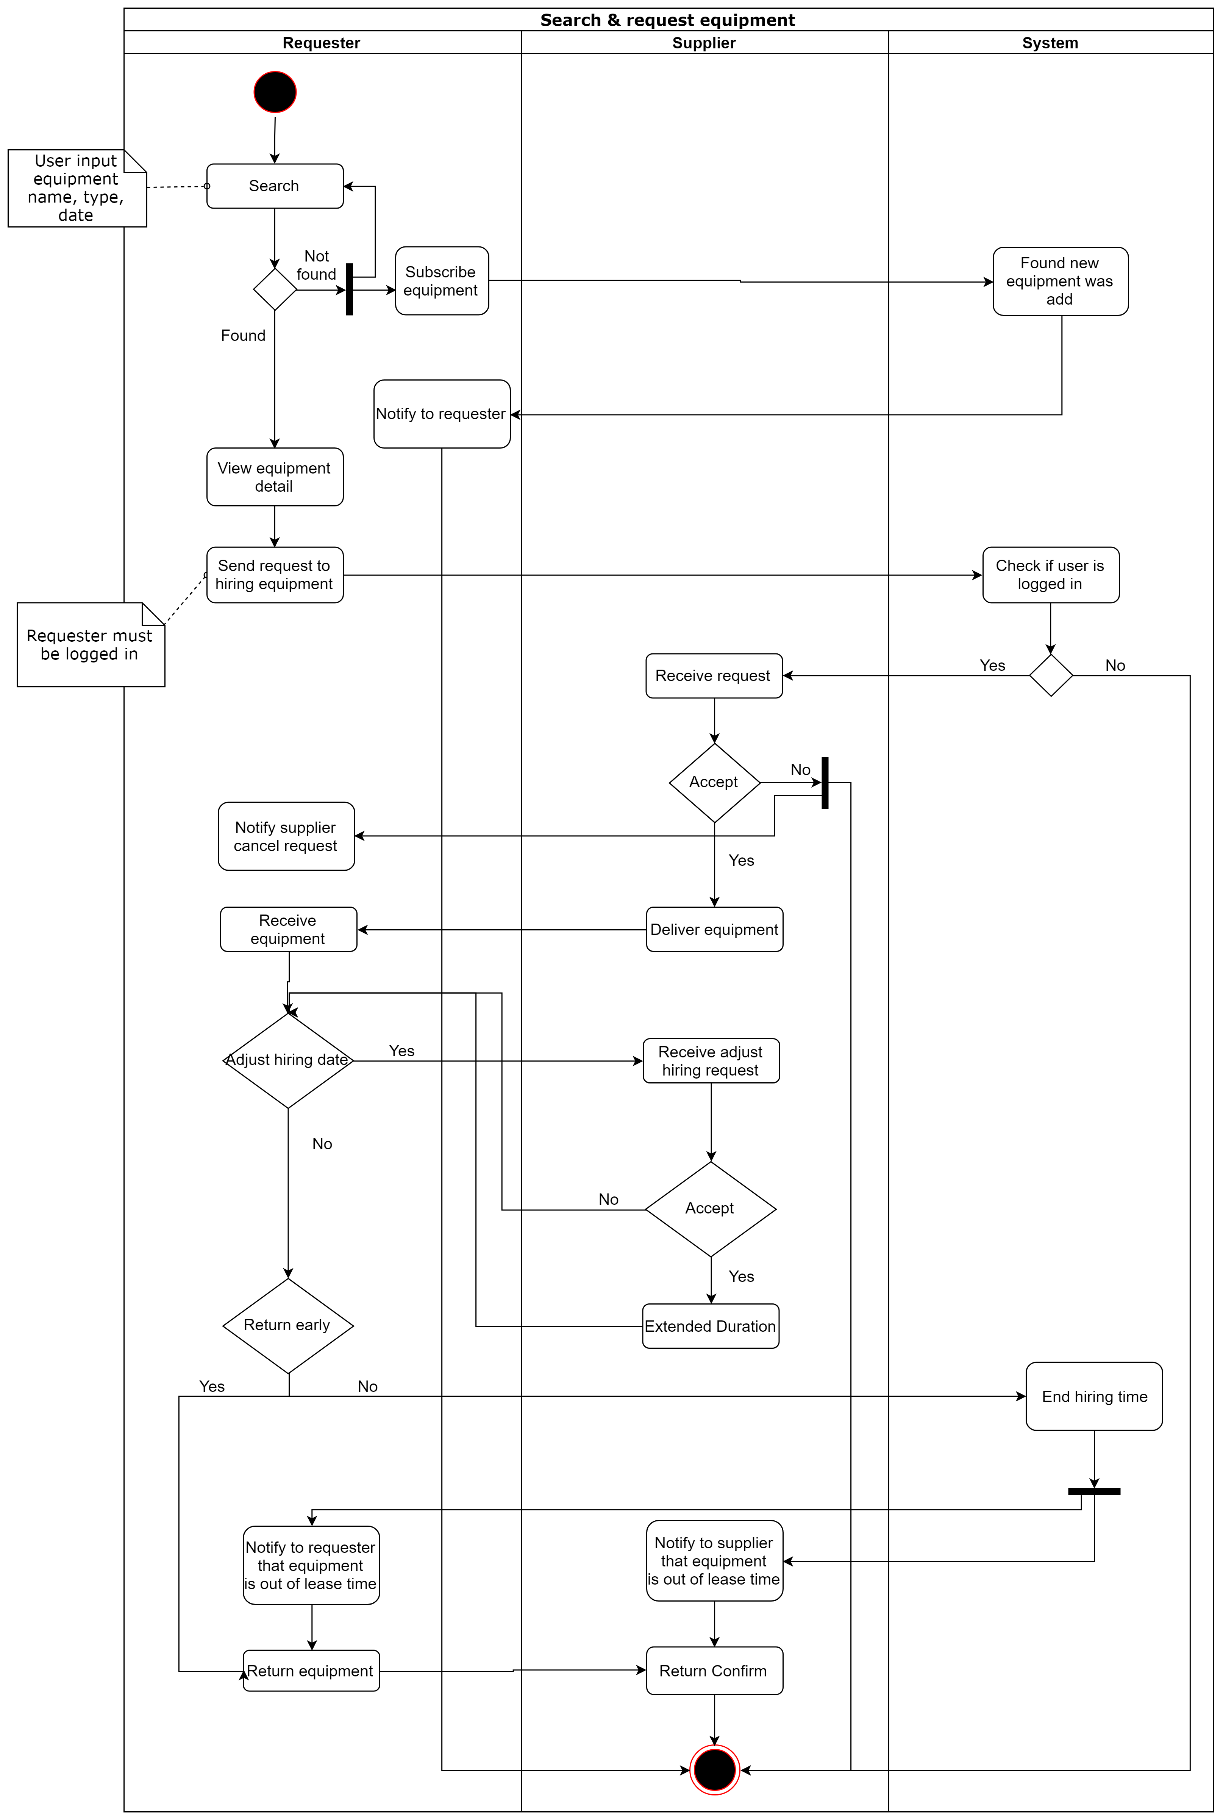 Search & request equipment
Requester
Supplier
System
User input
equipment
name, type,
date
Search
Not
found
Subscribe
equipment
Found new
equipment was
add
Found
Notify to requester
View equipment
detail
Send request to
hiring equipment
Check if user is
logged in
Requester must
be logged in
Receive request
Yes
No
Accept
No
Notify supplier
cancel request
Yes
Receive
equipment
Deliver equipment
Adjust hiring date
Yes
Receive adjust
hiring request
No
No
Accept
Yes
Return early
Extended Duration
Yes
No
End hiring time
Notify to requester
that equipment
is out of lease time
Notify to supplier
that equipment
is out of lease time
Return equipment
Return Confirm